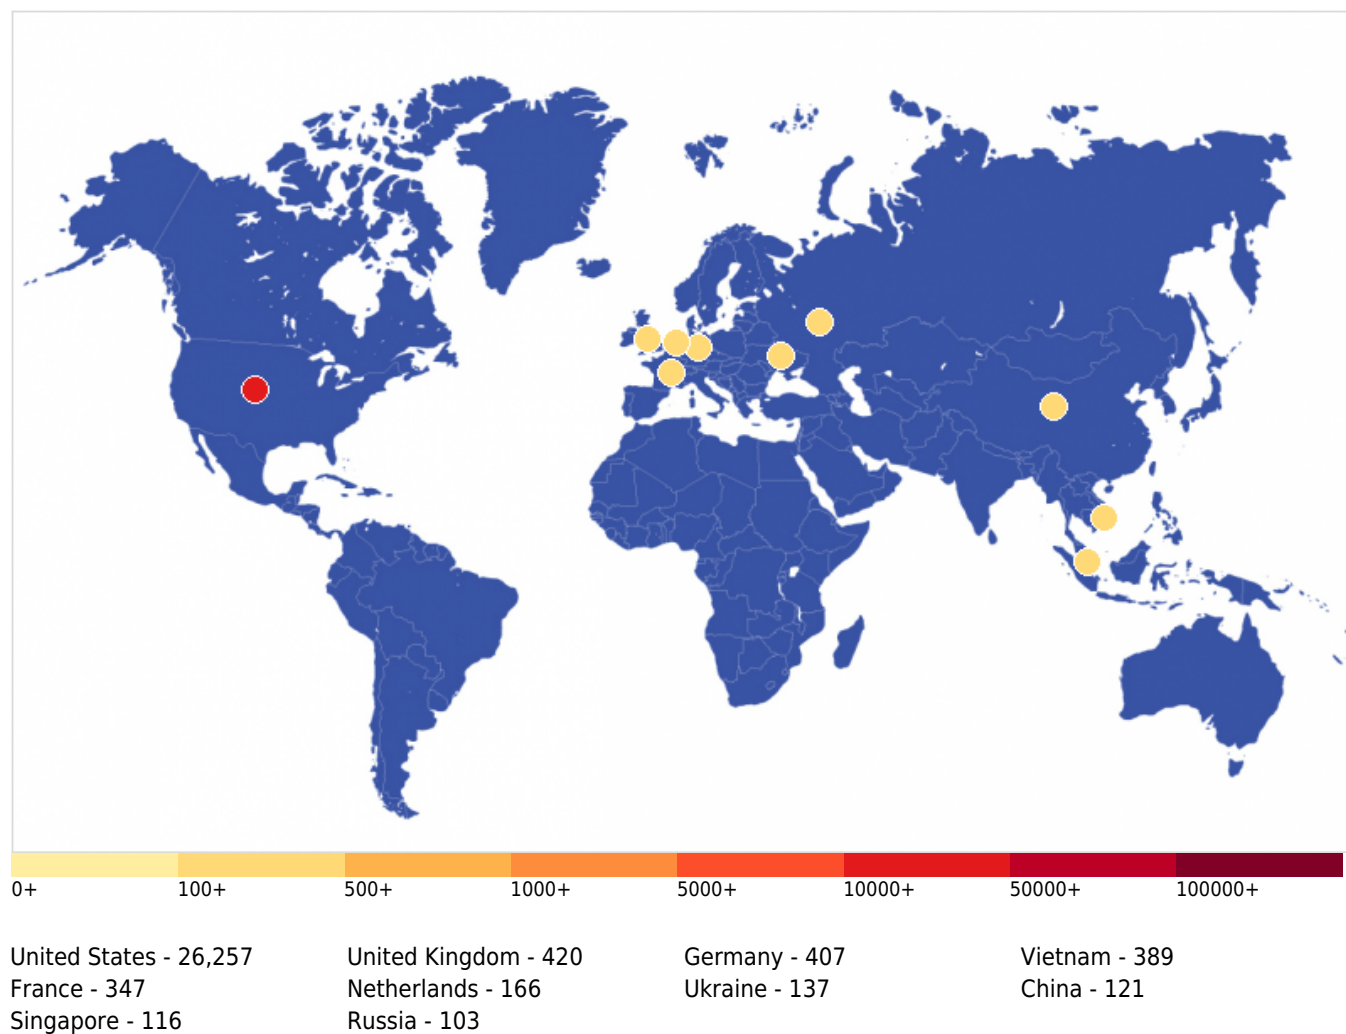 0+ 100+ 500+ 1000+ 5000+ 10000+ 50000+ 100000+
United States - 26,257 United Kingdom - 420 Germany - 407 Vietnam - 389
France - 347 Netherlands - 166 Ukraine - 137 China - 121
Singapore - 116 Russia - 103